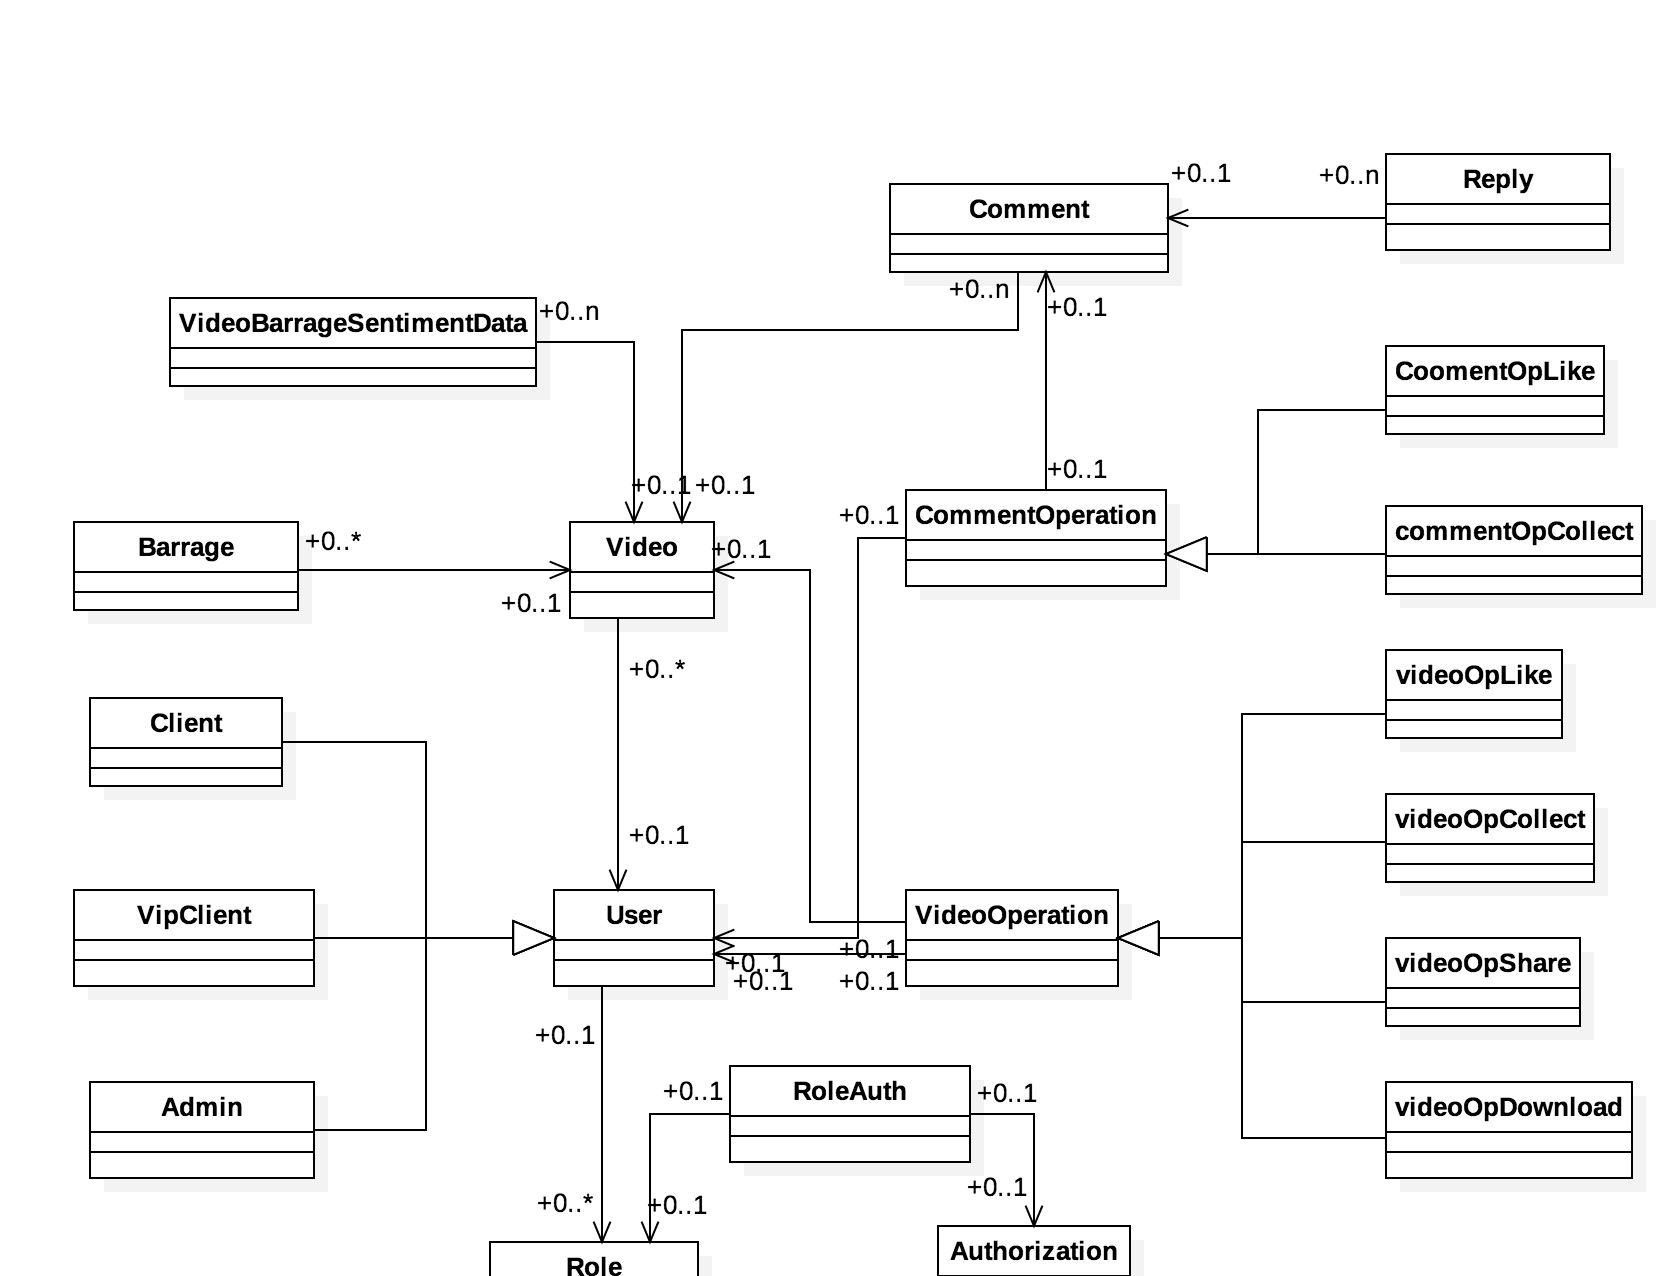 +0..1
+0..n
Reply
Comment
+0..n
+0..1
VideoBarrageSentimentData
+0..n
CoomentOpLike
+0..1
+0..1
+0..1
+0..1
CommentOperation
commentOpCollect
Barrage
+0..*
Video
+0..1
+0..1
+0..*
videoOpLike
Client
+0..1
videoOpCollect
VipClient
User
VideoOperation
+0..1
+0..1
videoOpShare
+0..1
+0..1
+0..1
Admin
+0..1
RoleAuth
+0..1
videoOpDownload
+0..*
+0..1
+0..1
Role
Authorization